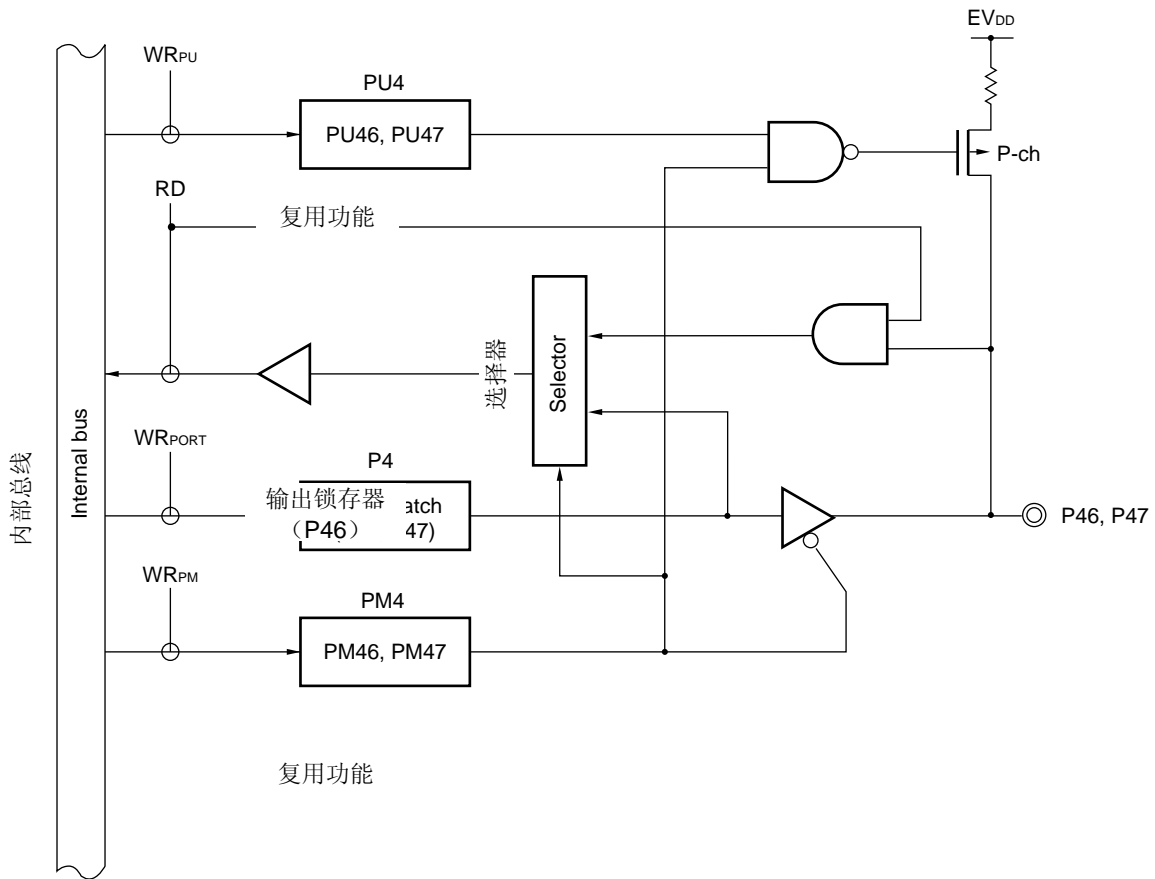 EVDD
WRPU
PU4
PU46, PU47
P-ch
RD
复用功能
Selector
选择器
Internal bus
内部总线
WRPORT
P4
输出锁存器
atch
（P46）
47)
P46, P47
WRPM
PM4
PM46, PM47
复用功能